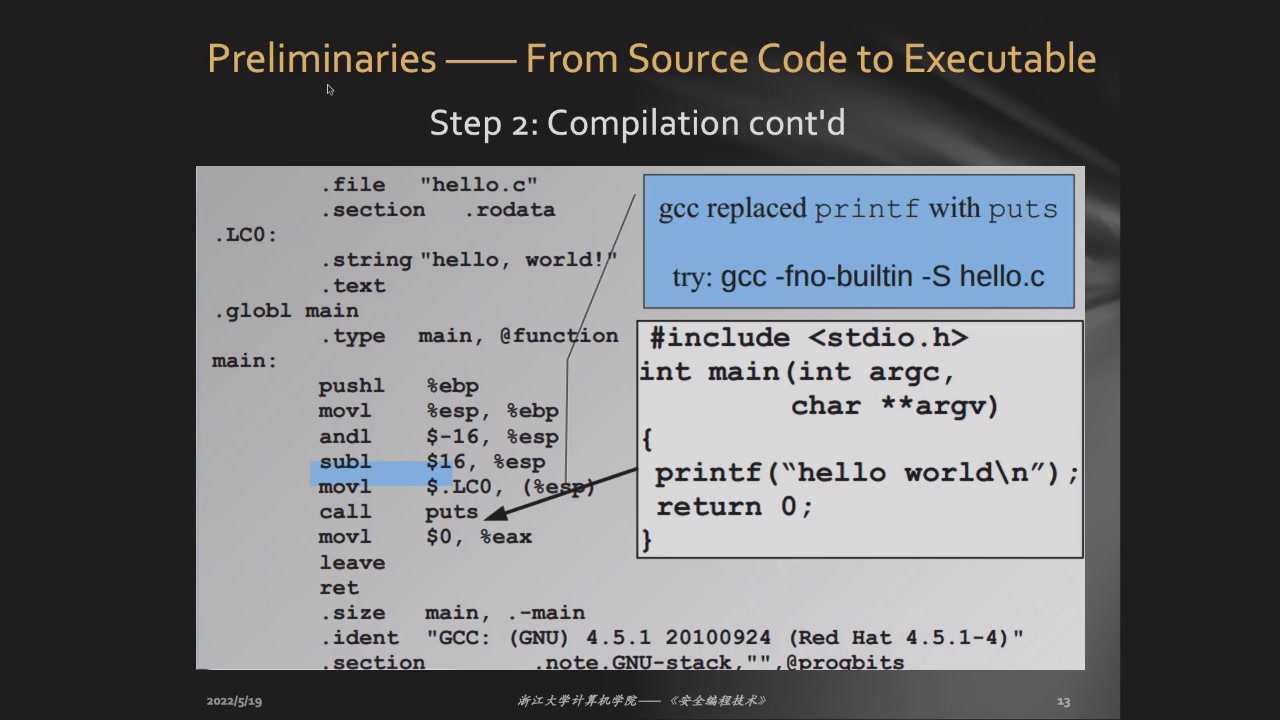 Preliminaries —— From Source Code to Executable
Step 2: Compilation cont'd
.file "hello.c"
.section .rodata
.LC0:
.string "hello, world!"
.text
.globl main
.type main, @function
main:
pushl %ebp
movl %esp, %ebp
andl $-16, %esp
subl $16, %esp
movl $.LC0, (%esp)
call puts
movl $0, %eax
leave
ret
.size main, .-main
.ident "GCC: (GNU) 4.5.1 20100924 (Red Hat 4.5.1-4)"
.section .note.GNU-stack,"",@progbits
gcc replaced printf with puts
try: gcc -fno-builtin -S hello.c
#include <stdio.h>
int main(int argc,
char **argv)
{
printf(“hello world\n”);
return 0;
}
2022/5/19
浙江大学计算机学院——《安全编程技术》
13